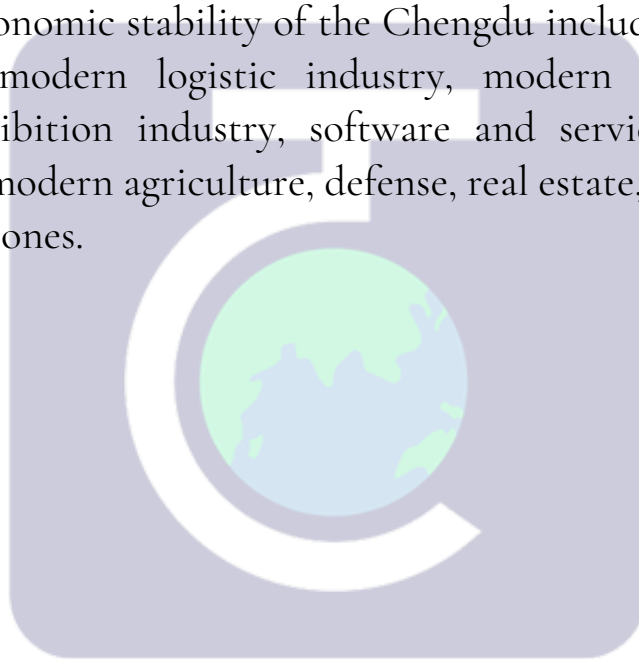 onomic stability of the Chengdu includ
modern logistic industry, modern
ibition industry, software and servic
modern agriculture, defense, real estate,
ones.